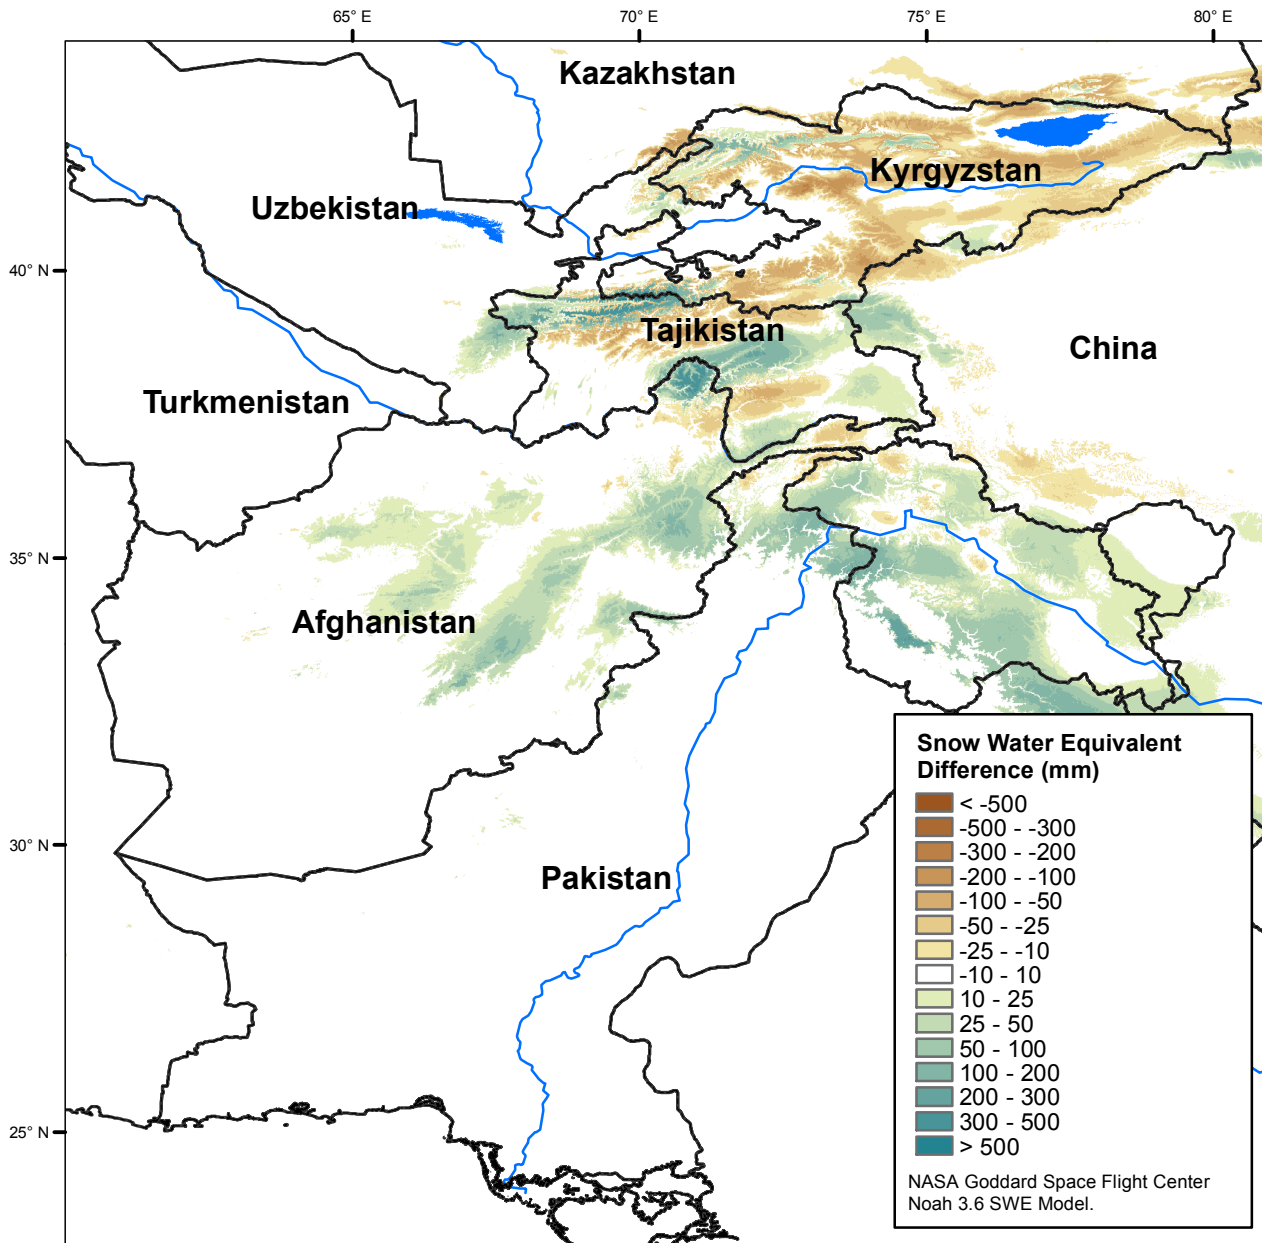 65° E
70° E
75° E
80° E
Kazakhstan
Kyrgyzstan
Uzbekistan
40° N
Tajikistan
China
Turkmenistan
35° N
Afghanistan
Snow Water Equivalent
Difference (mm)
< -500
-500 - -300
-300 - -200
-200 - -100
-100 - -50
-50 - -25
-25 - -10
-10 - 10
10 - 25
25 - 50
50 - 100
100 - 200
200 - 300
300 - 500
> 500
NASA Goddard Space Flight Center
Noah 3.6 SWE Model.
30° N
Pakistan
25° N